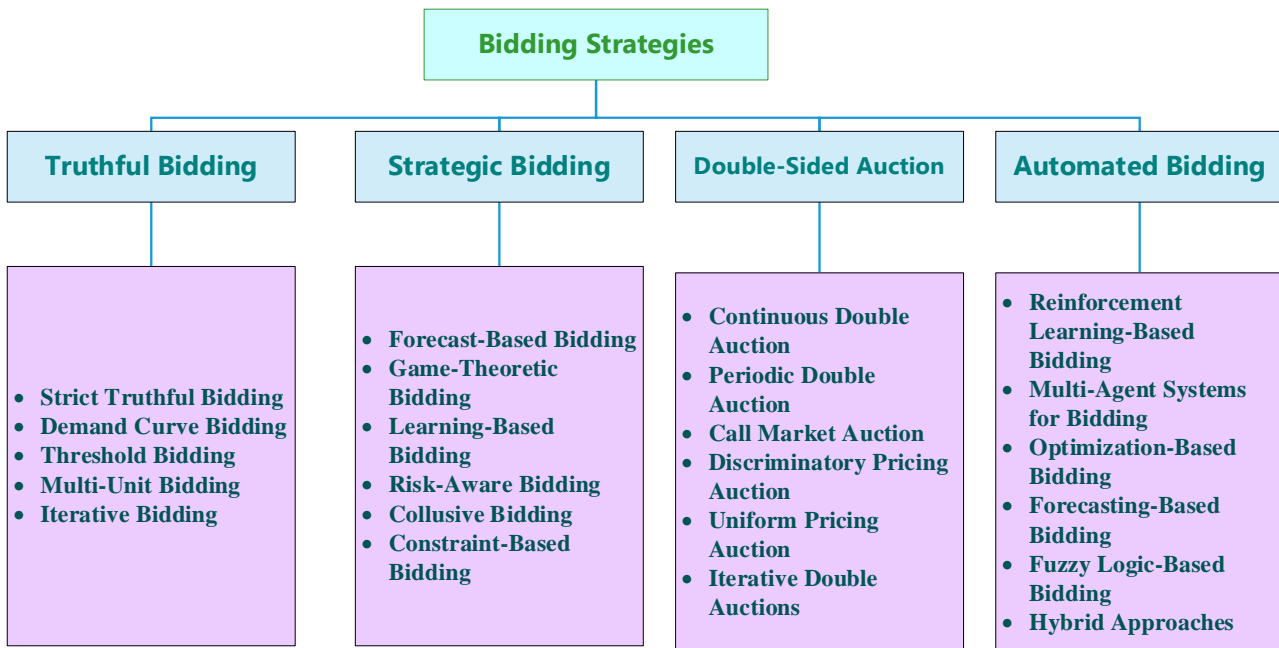 Bidding Strategies
Truthful Bidding
Strategic Bidding
Double-Sided Auction
Automated Bidding
• Strict Truthful Bidding
• Demand Curve Bidding
• Threshold Bidding
• Multi-Unit Bidding
• Iterative Bidding
• Forecast-Based Bidding
• Game-Theoretic
Bidding
• Learning-Based
Bidding
• Risk-Aware Bidding
• Collusive Bidding
• Constraint-Based
Bidding
• Continuous Double
Auction
• Periodic Double
Auction
• Call Market Auction
• Discriminatory Pricing
Auction
• Uniform Pricing
Auction
• Iterative Double
Auctions
• Reinforcement
Learning-Based
Bidding
• Multi-Agent Systems
for Bidding
• Optimization-Based
Bidding
• Forecasting-Based
Bidding
• Fuzzy Logic-Based
Bidding
• Hybrid Approaches